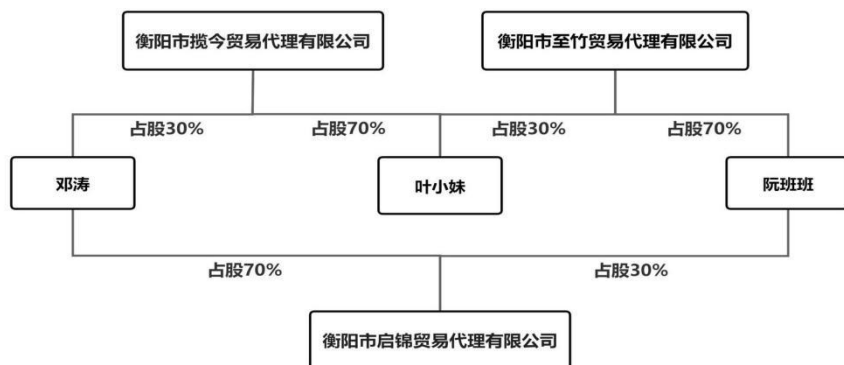 衡阳市揽今贸易代理有限公司
衡阳市至竹贸易代理有限公司
占股30%
占股70%
占股30%
占股70%
邓涛
叶小妹
阮班班
占股70%
占股30%
衡阳市启锦贸易代理有限公司